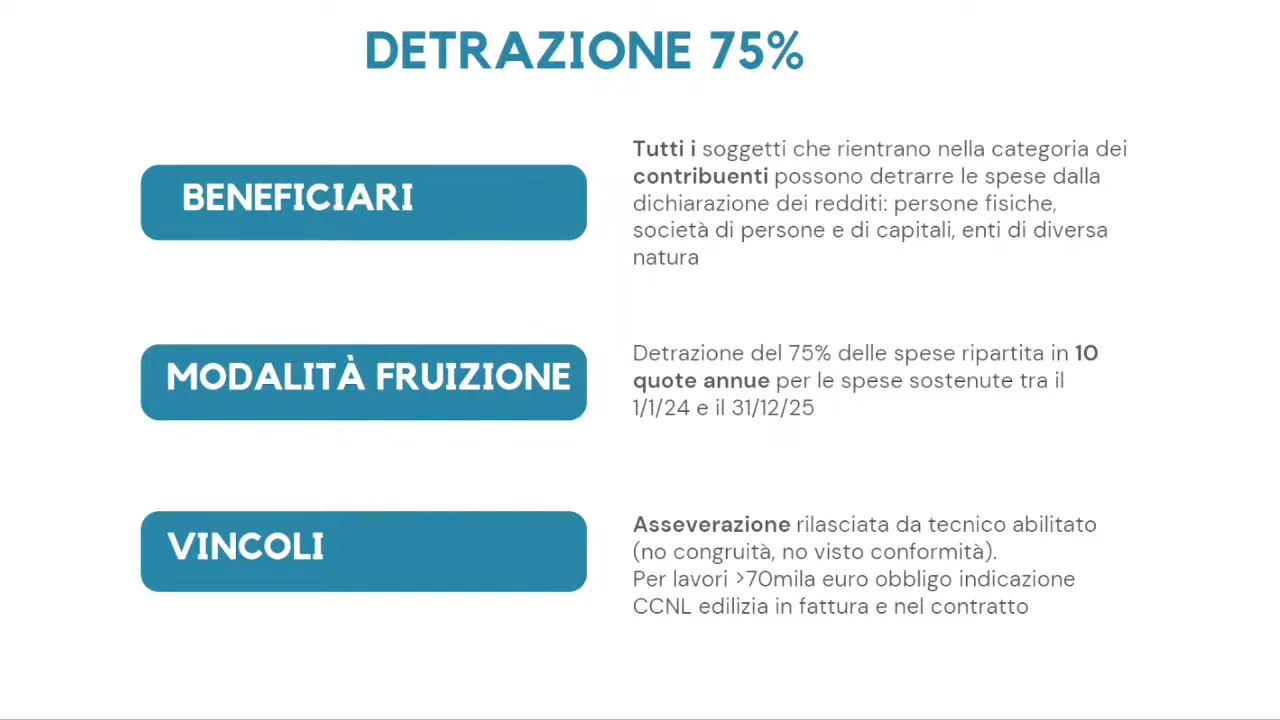 DETRAZIONE 75%
BENEFICIARI
Tutti i soggetti che rientrano nella categoria dei
contribuenti possono detrarre le spese dalla
dichiarazione dei redditi: persone fisiche,
società di persone e di capitali, enti di diversa
natura
MODALITÀ FRUIZIONE
Detrazione del 75% delle spese ripartita in 10
quote annue per le spese sostenute tra il
1/1/24 e il 31/12/25
VINCOLI
Asseverazione rilasciata da tecnico abilitato
(no congruità, no visto conformità).
Per lavori >70mila euro obbligo indicazione
CCNL edilizia in fattura e nel contratto